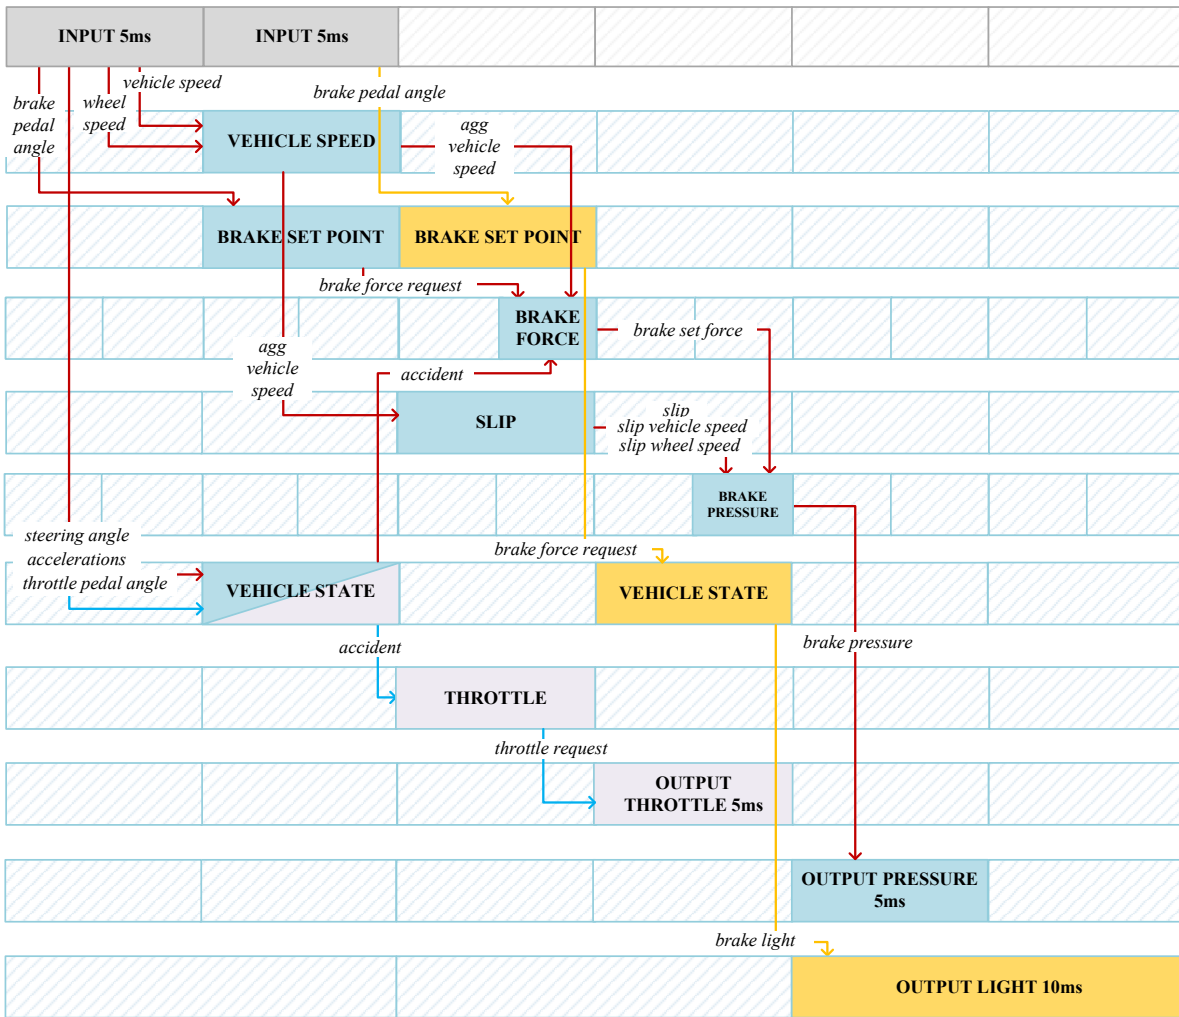 INPUT 5ms
INPUT 5ms
vehicle speed
brake
pedal
angle
wheel
speed
brake pedal angle
VEHICLE SPEED
agg
vehicle
speed
BRAKE SET POINT
BRAKE SET POINT
brake force request
BRAKE
FORCE
brake set force
agg
vehicle
speed
accident
SLIP
slip
slip vehicle speed
slip wheel speed
BRAKE
PRESSURE
steering angle
accelerations
throttle pedal angle
brake force request
VEHICLE STATE
VEHICLE STATE
accident
brake pressure
THROTTLE
throttle request
OUTPUT
THROTTLE 5ms
OUTPUT PRESSURE
5ms
brake light
OUTPUT LIGHT 10ms